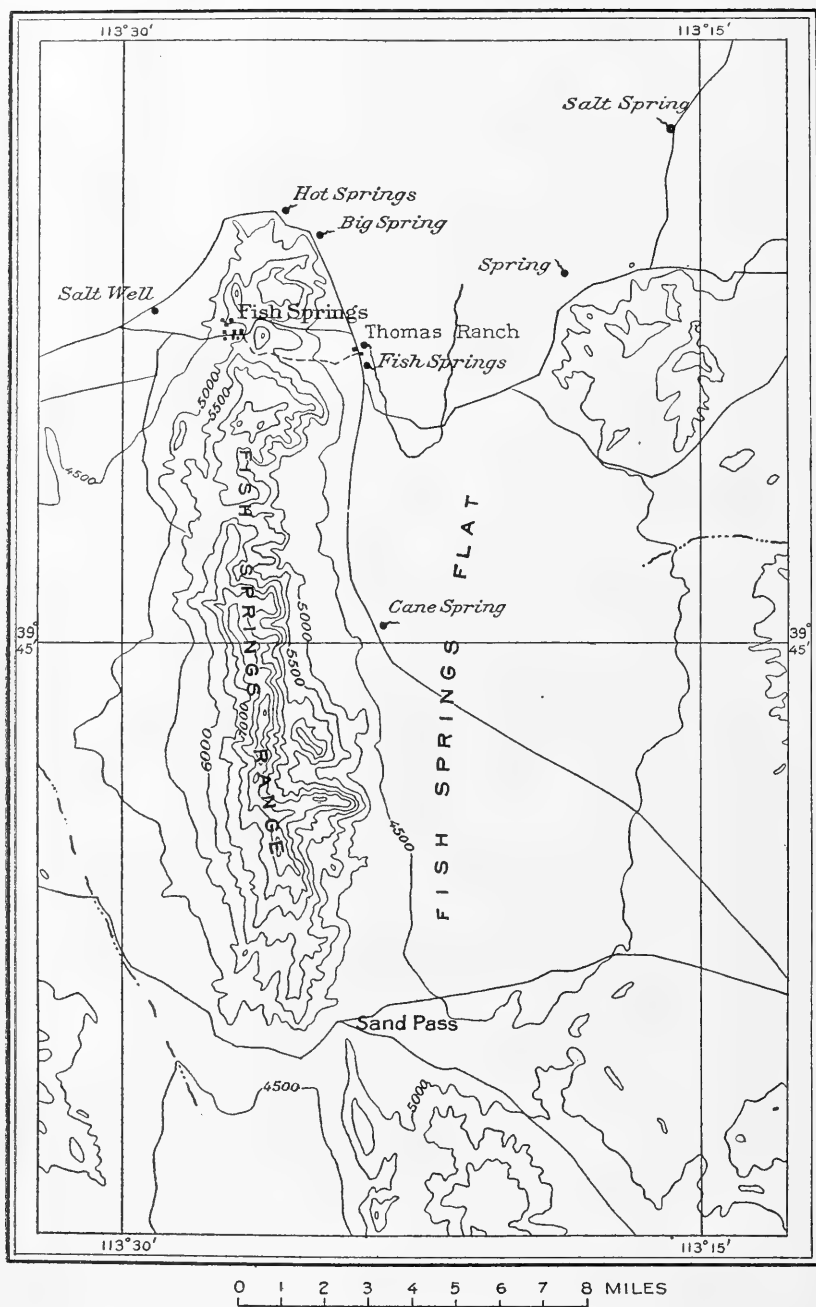 113°30'
113°15'
Salt Spring
Hot Springs
Big Spring
Spring
Salt Well
Fish Springs
Thomas Ranch
Fish Springs
5000
5500
4500
FISH SPRINGS RANGE
FISH SPRINGS FLAT
Cane Spring
39°
45'
39°
45'
5000
5500
7000
6000
4500
Sand Pass
4500
5000
113°30'
113°15'
0 1 2 3 4 5 6 7 8 MILES